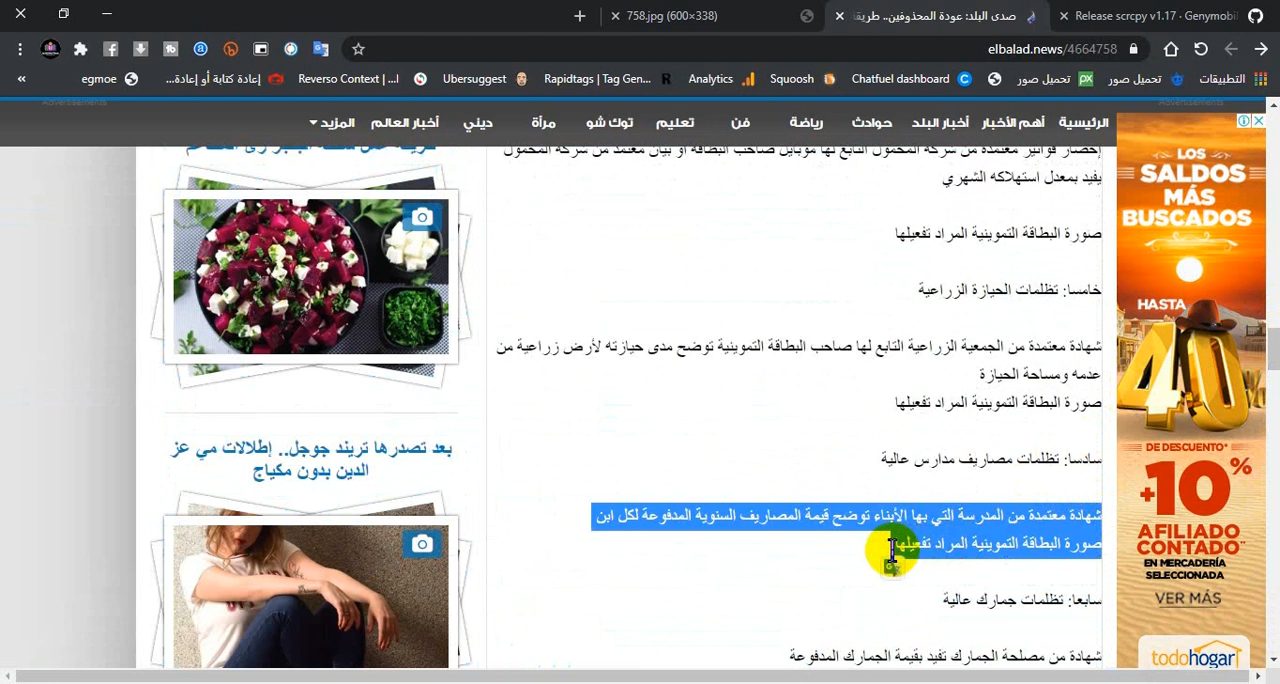 758.jpg (600×338)
صدى البلد: عودة المحذوفين.. طريقة
Release scrcpy v1.17 · Genymobil
elbalad.news/4664758
egmoe
إعادة كتابة أو إعادة...
Reverso Context | ...l
Ubersuggest
Rapidtags | Tag Gen...
Analytics
Squoosh
Chatfuel dashboard
تحميل صور
تحميل صور
التطبيقات
Advertisements
Advertisements
الرئيسية
أهم الأخبار
أخبار البلد
حوادث
رياضة
فن
تعليم
توك شو
مرأة
ديني
أخبار العالم
المزيد
إحضار فواتير معتمدة من شركة المحمول التابع لها موبايل صاحب البطاقة أو بيان معتمد من شركة المحمول
يفيد بمعدل استهلاكه الشهري
صورة البطاقة التموينية المراد تفعيلها
خامسا: تظلمات الحيازة الزراعية
شهادة معتمدة من الجمعية الزراعية التابع لها صاحب البطاقة التموينية توضح مدى حيازته لأرض زراعية من
عدمه ومساحة الحيازة
صورة البطاقة التموينية المراد تفعيلها
سادسا: تظلمات مصاريف مدارس عالية
شهادة معتمدة من المدرسة التي بها الأبناء توضح قيمة المصاريف السنوية المدفوعة لكل ابن
صورة البطاقة التموينية المراد تفعيلها
سابعا: تظلمات جمارك عالية
شهادة من مصلحة الجمارك تفيد بقيمة الجمارك المدفوعة
بعد تصدرها تريند جوجل.. إطلالات مي عز
الدين بدون مكياج
LOS
SALDOS
MÁS
BUSCADOS
HASTA
40
DE DESCUENTO*
+10%
AFILIADO
CONTADO*
EN MERCADERÍA
SELECCIONADA
VER MÁS
todohogar